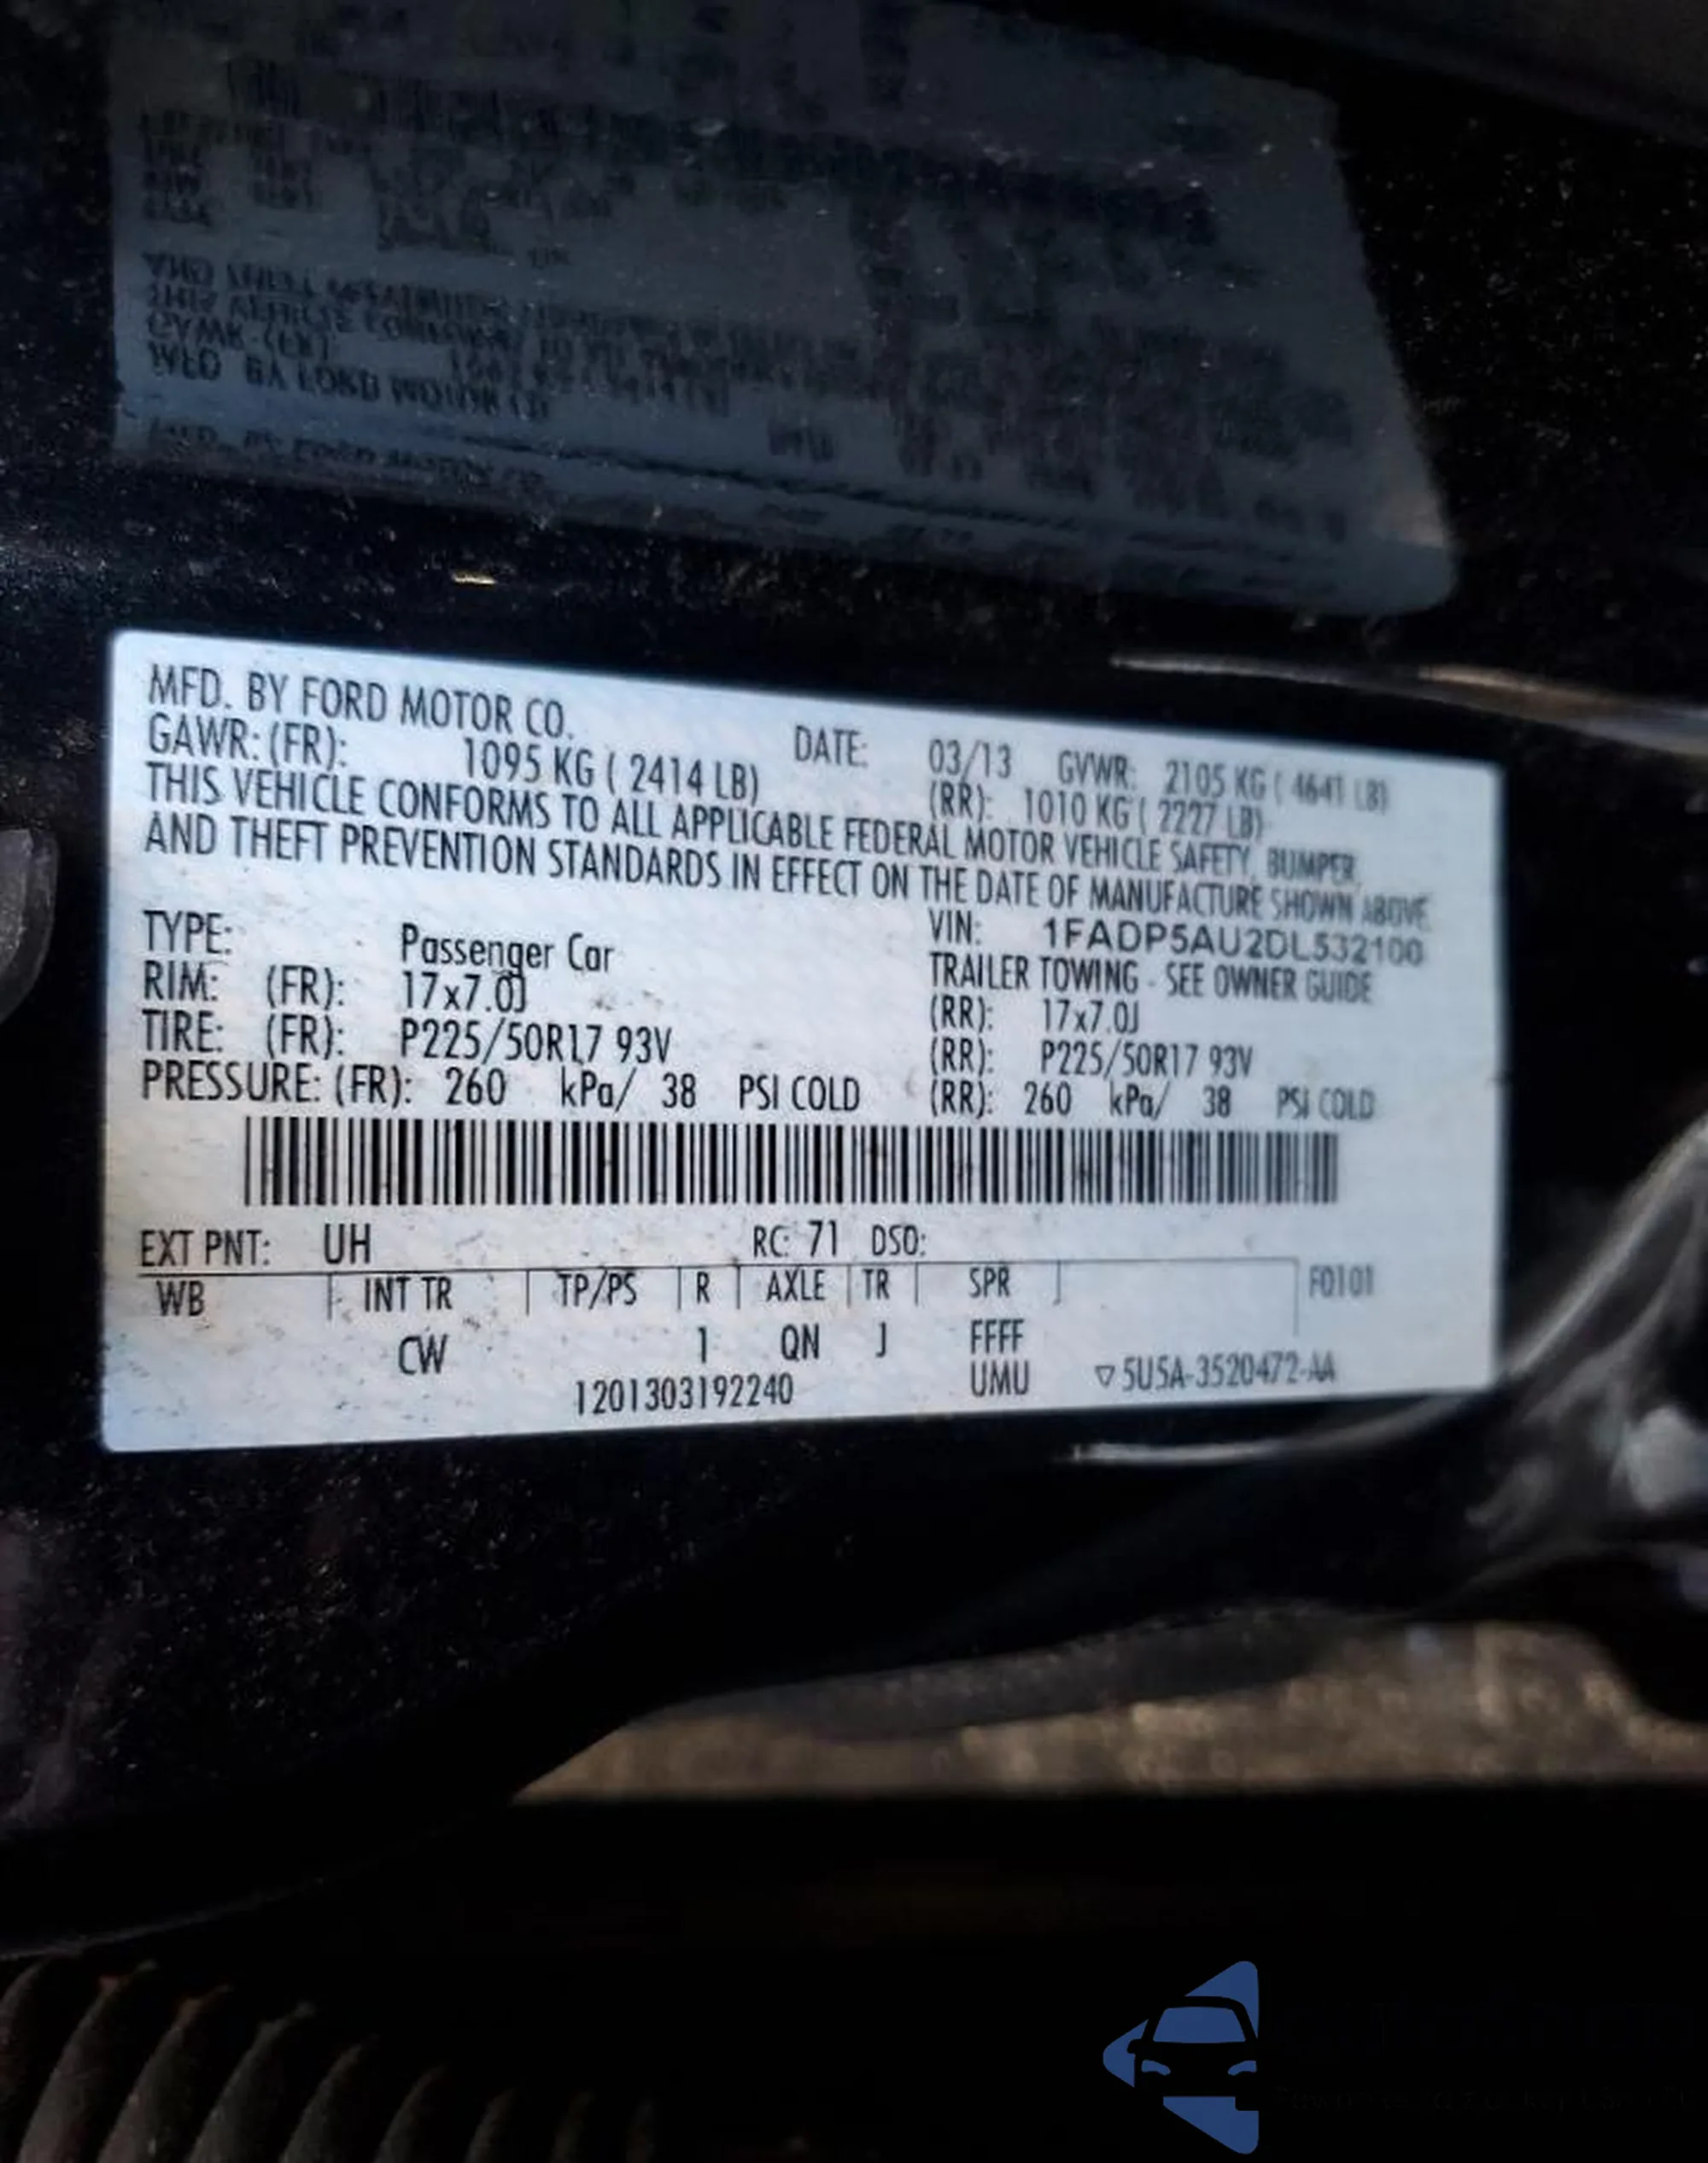 MFD. BY FORD MOTOR CO. DATE: 03/13 GVWR: 2105 KG ( 4641 LB)
GAWR: (FR): 1095 KG ( 2414 LB) (RR): 1010 KG ( 2227 LB)
THIS VEHICLE CONFORMS TO ALL APPLICABLE FEDERAL MOTOR VEHICLE SAFETY, BUMPER,
AND THEFT PREVENTION STANDARDS IN EFFECT ON THE DATE OF MANUFACTURE SHOWN ABOVE.
VIN: 1FADP5AU2DL532100
TYPE: Passenger Car TRAILER TOWING - SEE OWNER GUIDE
RIM: (FR): 17x7.0J (RR): 17x7.0J
TIRE: (FR): P225/50R17 93V (RR): P225/50R17 93V
PRESSURE: (FR): 260 kPa/ 38 PSI COLD (RR): 260 kPa/ 38 PSI COLD
EXT PNT: UH RC: 71 DSO:
WB INT TR TP/PS R AXLE TR SPR F0101
CW 1 QN J FFFF
1201303192240 UMU ▽5U5A-3520472-AA